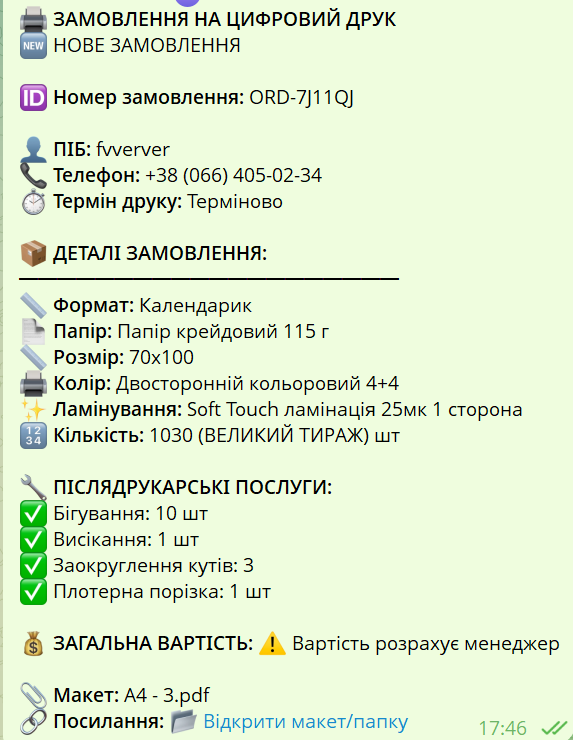 ЗАМОВЛЕННЯ НА ЦИФРОВИЙ ДРУК
NEW НОВЕ ЗАМОВЛЕННЯ
ID Номер замовлення: ORD-7J11QJ
ПІБ: fvverver
Телефон: +38 (066) 405-02-34
Термін друку: Терміново
ДЕТАЛІ ЗАМОВЛЕННЯ:
Формат: Календарик
Папір: Папір крейдовий 115 г
Розмір: 70x100
Колір: Двосторонній кольоровий 4+4
Ламінування: Soft Touch ламінація 25мк 1 сторона
1234 Кількість: 1030 (ВЕЛИКИЙ ТИРАЖ) шт
ПІСЛЯДРУКАРСЬКІ ПОСЛУГИ:
Бігування: 10 шт
Висікання: 1 шт
Заокруглення кутів: 3
Плотерна порізка: 1 шт
ЗАГАЛЬНА ВАРТІСТЬ: ⚠️ Вартість розрахує менеджер
Макет: A4 - 3.pdf
Посилання: Відкрити макет/папку
17:46